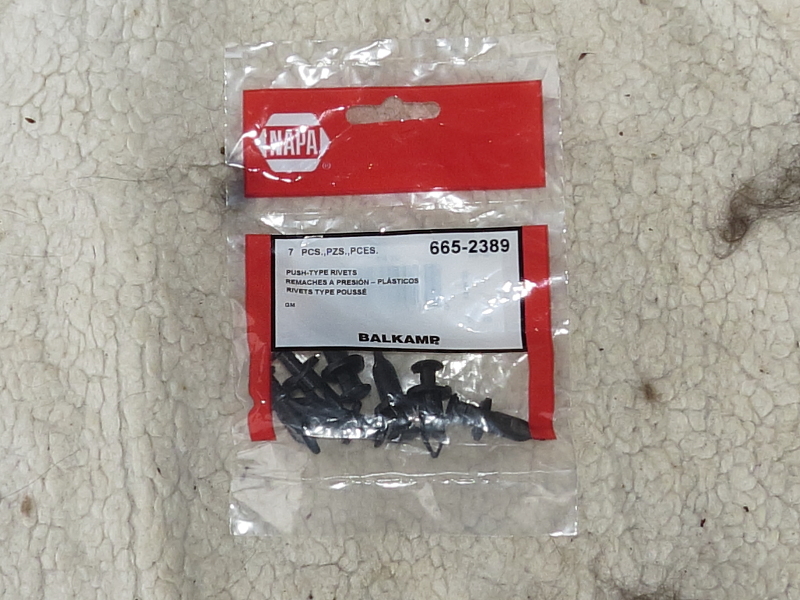 NAPA
®
7 PCS.,PZS.,PCES.
665-2389
PUSH-TYPE RIVETS
REMACHES A PRESIÓN – PLÁSTICOS
RIVETS TYPE POUSSÉ
GM
BALKAMP